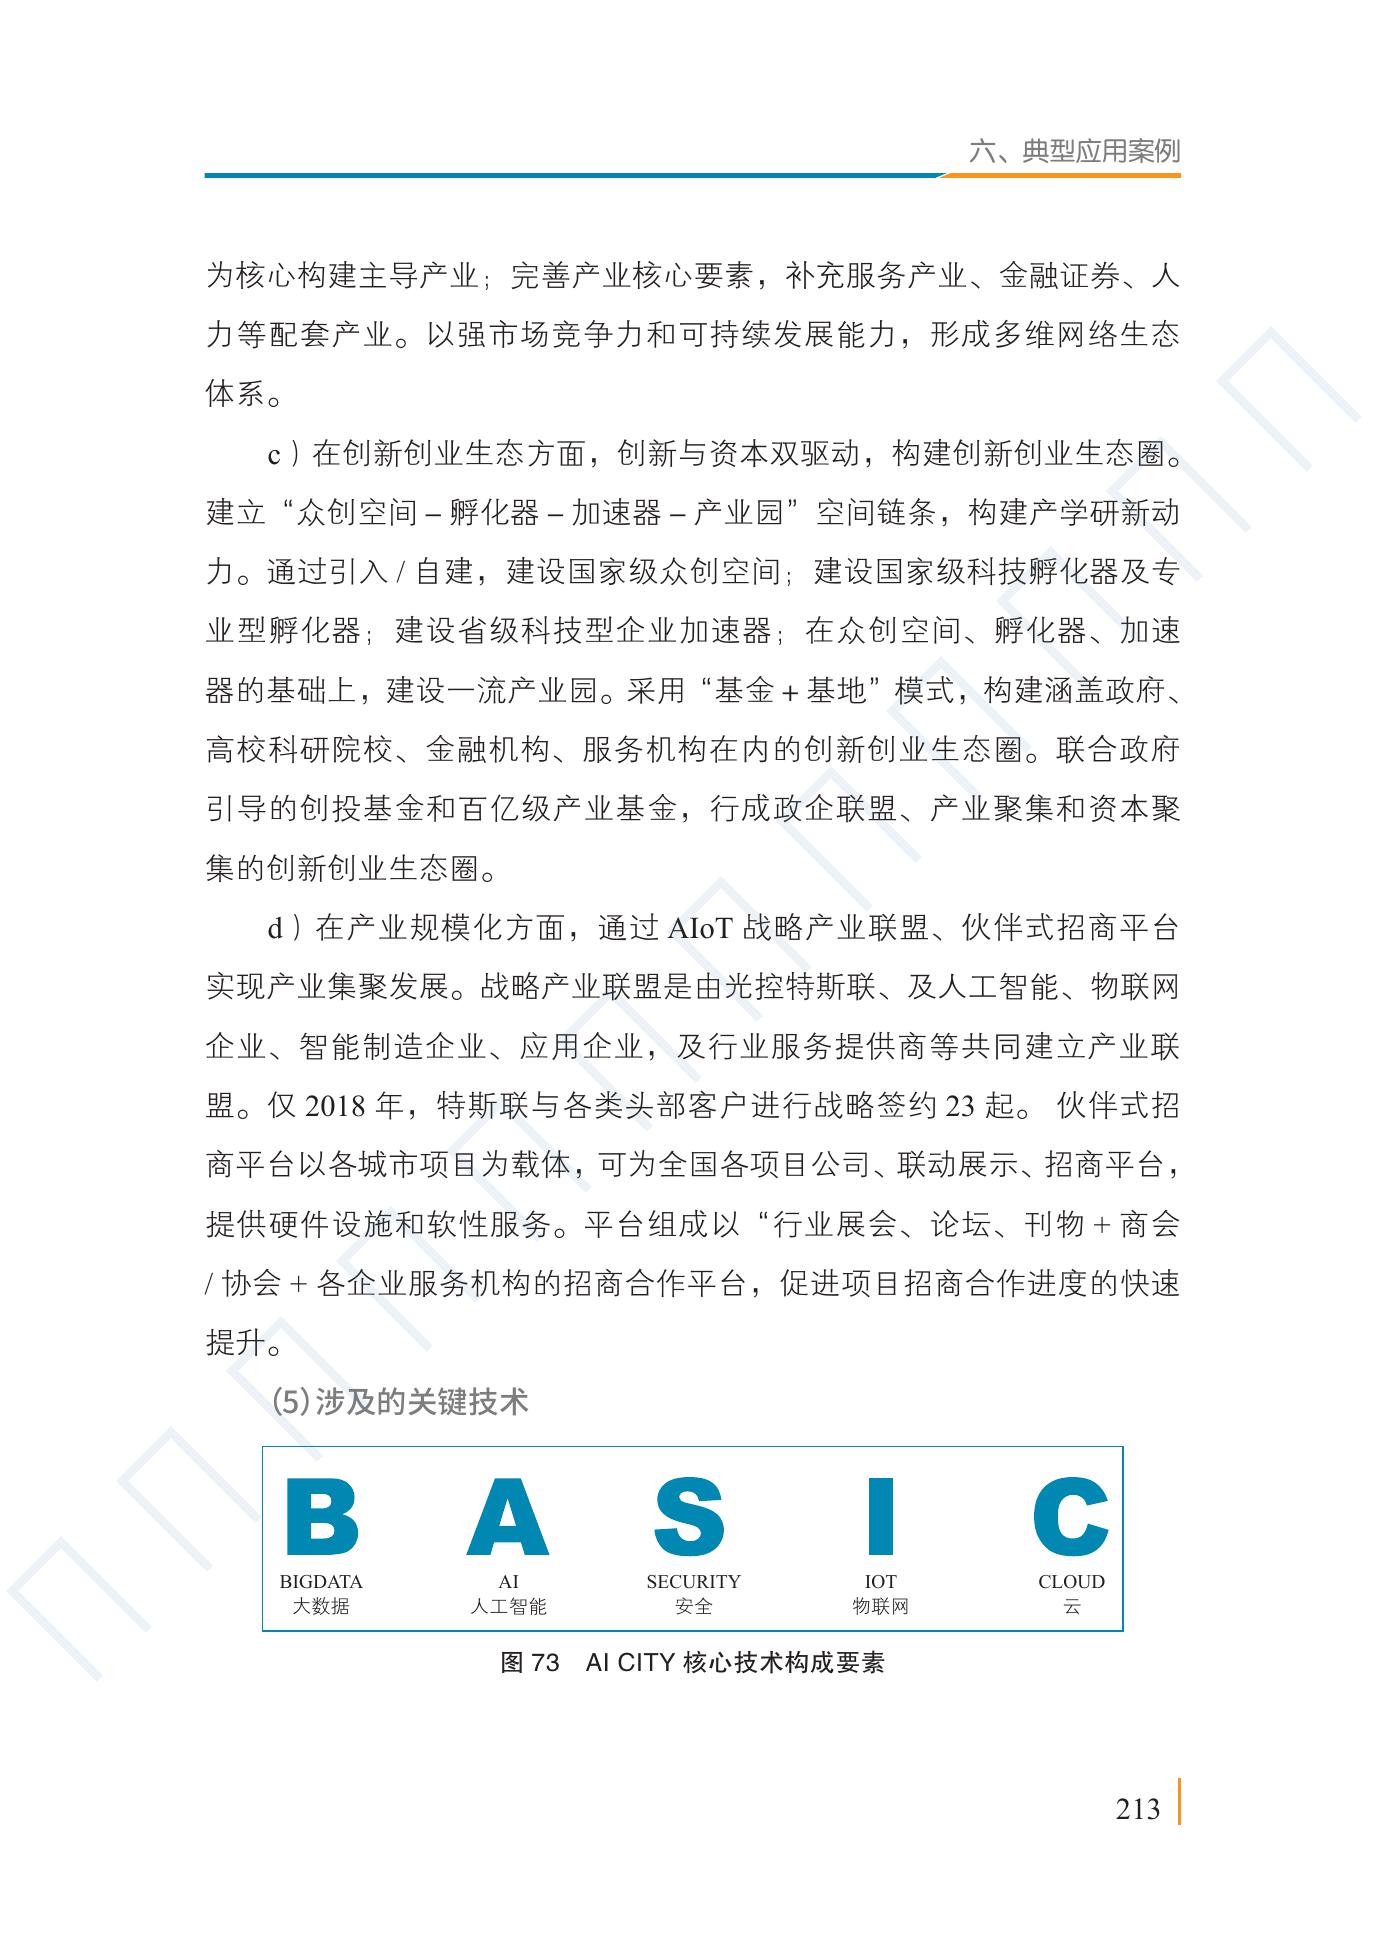 六、典型应用案例
为核心构建主导产业；完善产业核心要素，补充服务产业、金融证券、人
力等配套产业。以强市场竞争力和可持续发展能力，形成多维网络生态
体系。
c）在创新创业生态方面，创新与资本双驱动，构建创新创业生态圈。
建立“众创空间 – 孵化器 – 加速器 – 产业园”空间链条，构建产学研新动
力。通过引入 / 自建，建设国家级众创空间；建设国家级科技孵化器及专
业型孵化器；建设省级科技型企业加速器；在众创空间、孵化器、加速
器的基础上，建设一流产业园。采用“基金 + 基地”模式，构建涵盖政府、
高校科研院校、金融机构、服务机构在内的创新创业生态圈。联合政府
引导的创投基金和百亿级产业基金，行成政企联盟、产业聚集和资本聚
集的创新创业生态圈。
d）在产业规模化方面，通过 AIoT 战略产业联盟、伙伴式招商平台
实现产业集聚发展。战略产业联盟是由光控特斯联、及人工智能、物联网
企业、智能制造企业、应用企业，及行业服务提供商等共同建立产业联
盟。仅 2018 年，特斯联与各类头部客户进行战略签约 23 起。 伙伴式招
商平台以各城市项目为载体，可为全国各项目公司、联动展示、招商平台，
提供硬件设施和软性服务。平台组成以“行业展会、论坛、刊物 + 商会
/ 协会 + 各企业服务机构的招商合作平台，促进项目招商合作进度的快速
提升。
（5）涉及的关键技术
B A S I C
BIGDATA AI SECURITY IOT CLOUD
大数据 人工智能 安全 物联网 云
图 73 AI CITY 核心技术构成要素
213